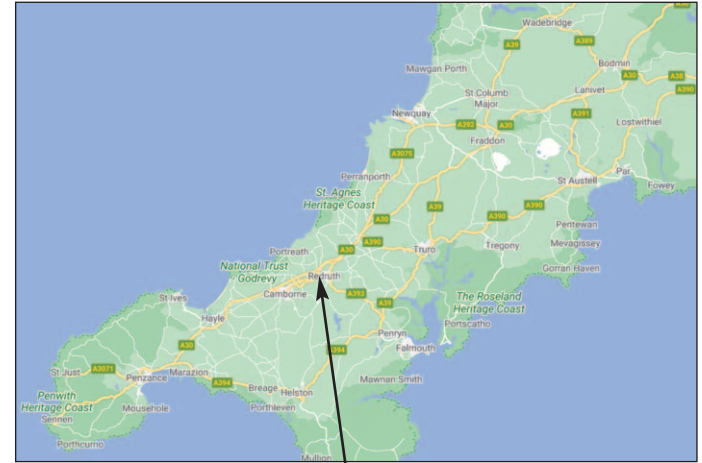 Wadebridge
A39
A389
Mawgan Porth
Bodmin
A30
A38
St Columb
Major
Lanivet
A390
Newquay
A392
A30
A391
Lostwithiel
Fraddon
A3075
Perranporth
Par
St Austell
Fowey
St. Agnes
Heritage Coast
A39
A390
A390
A30
Pentewan
A30
A390
Truro
Tregony
Mevagissey
Portreath
National Trust
Godrevy
Redruth
Gorran Haven
Camborne
A393
A39
The Roseland
Heritage Coast
St Ives
Hayle
Portscatho
Penryn
Falmouth
A30
A394
St Just
A3071
Penzance
Marazion
A394
Breage
Helston
Mawnan Smith
Penwith
Heritage Coast
Mousehole
Porthleven
Sennen
Porthcurno
Mullion